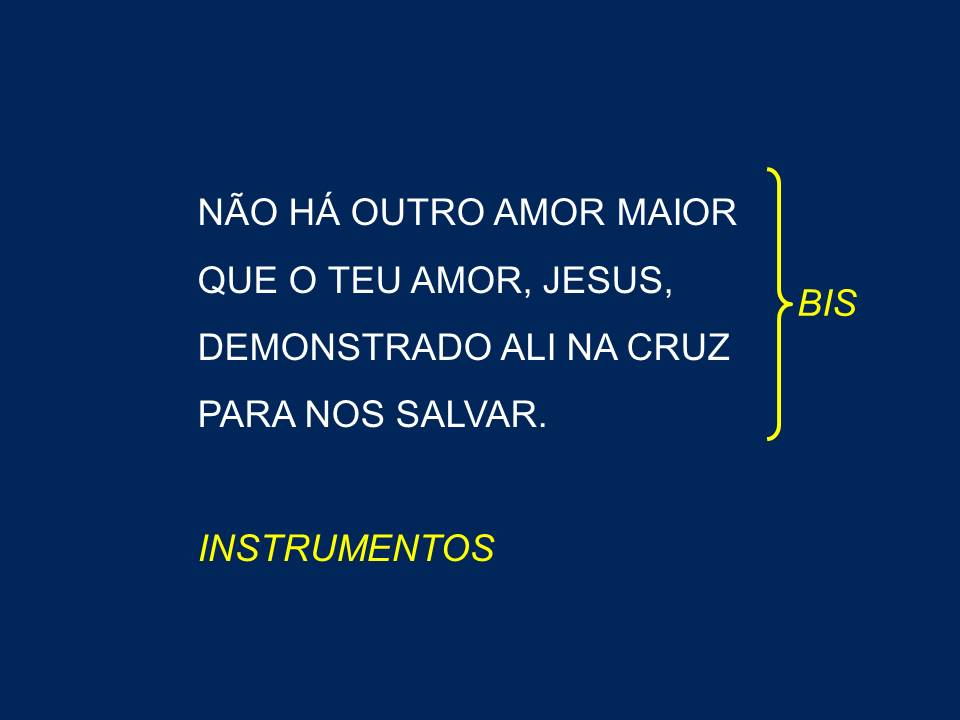 NÃO HÁ OUTRO AMOR MAIOR
QUE O TEU AMOR, JESUS,
DEMONSTRADO ALI NA CRUZ
PARA NOS SALVAR.
BIS
INSTRUMENTOS